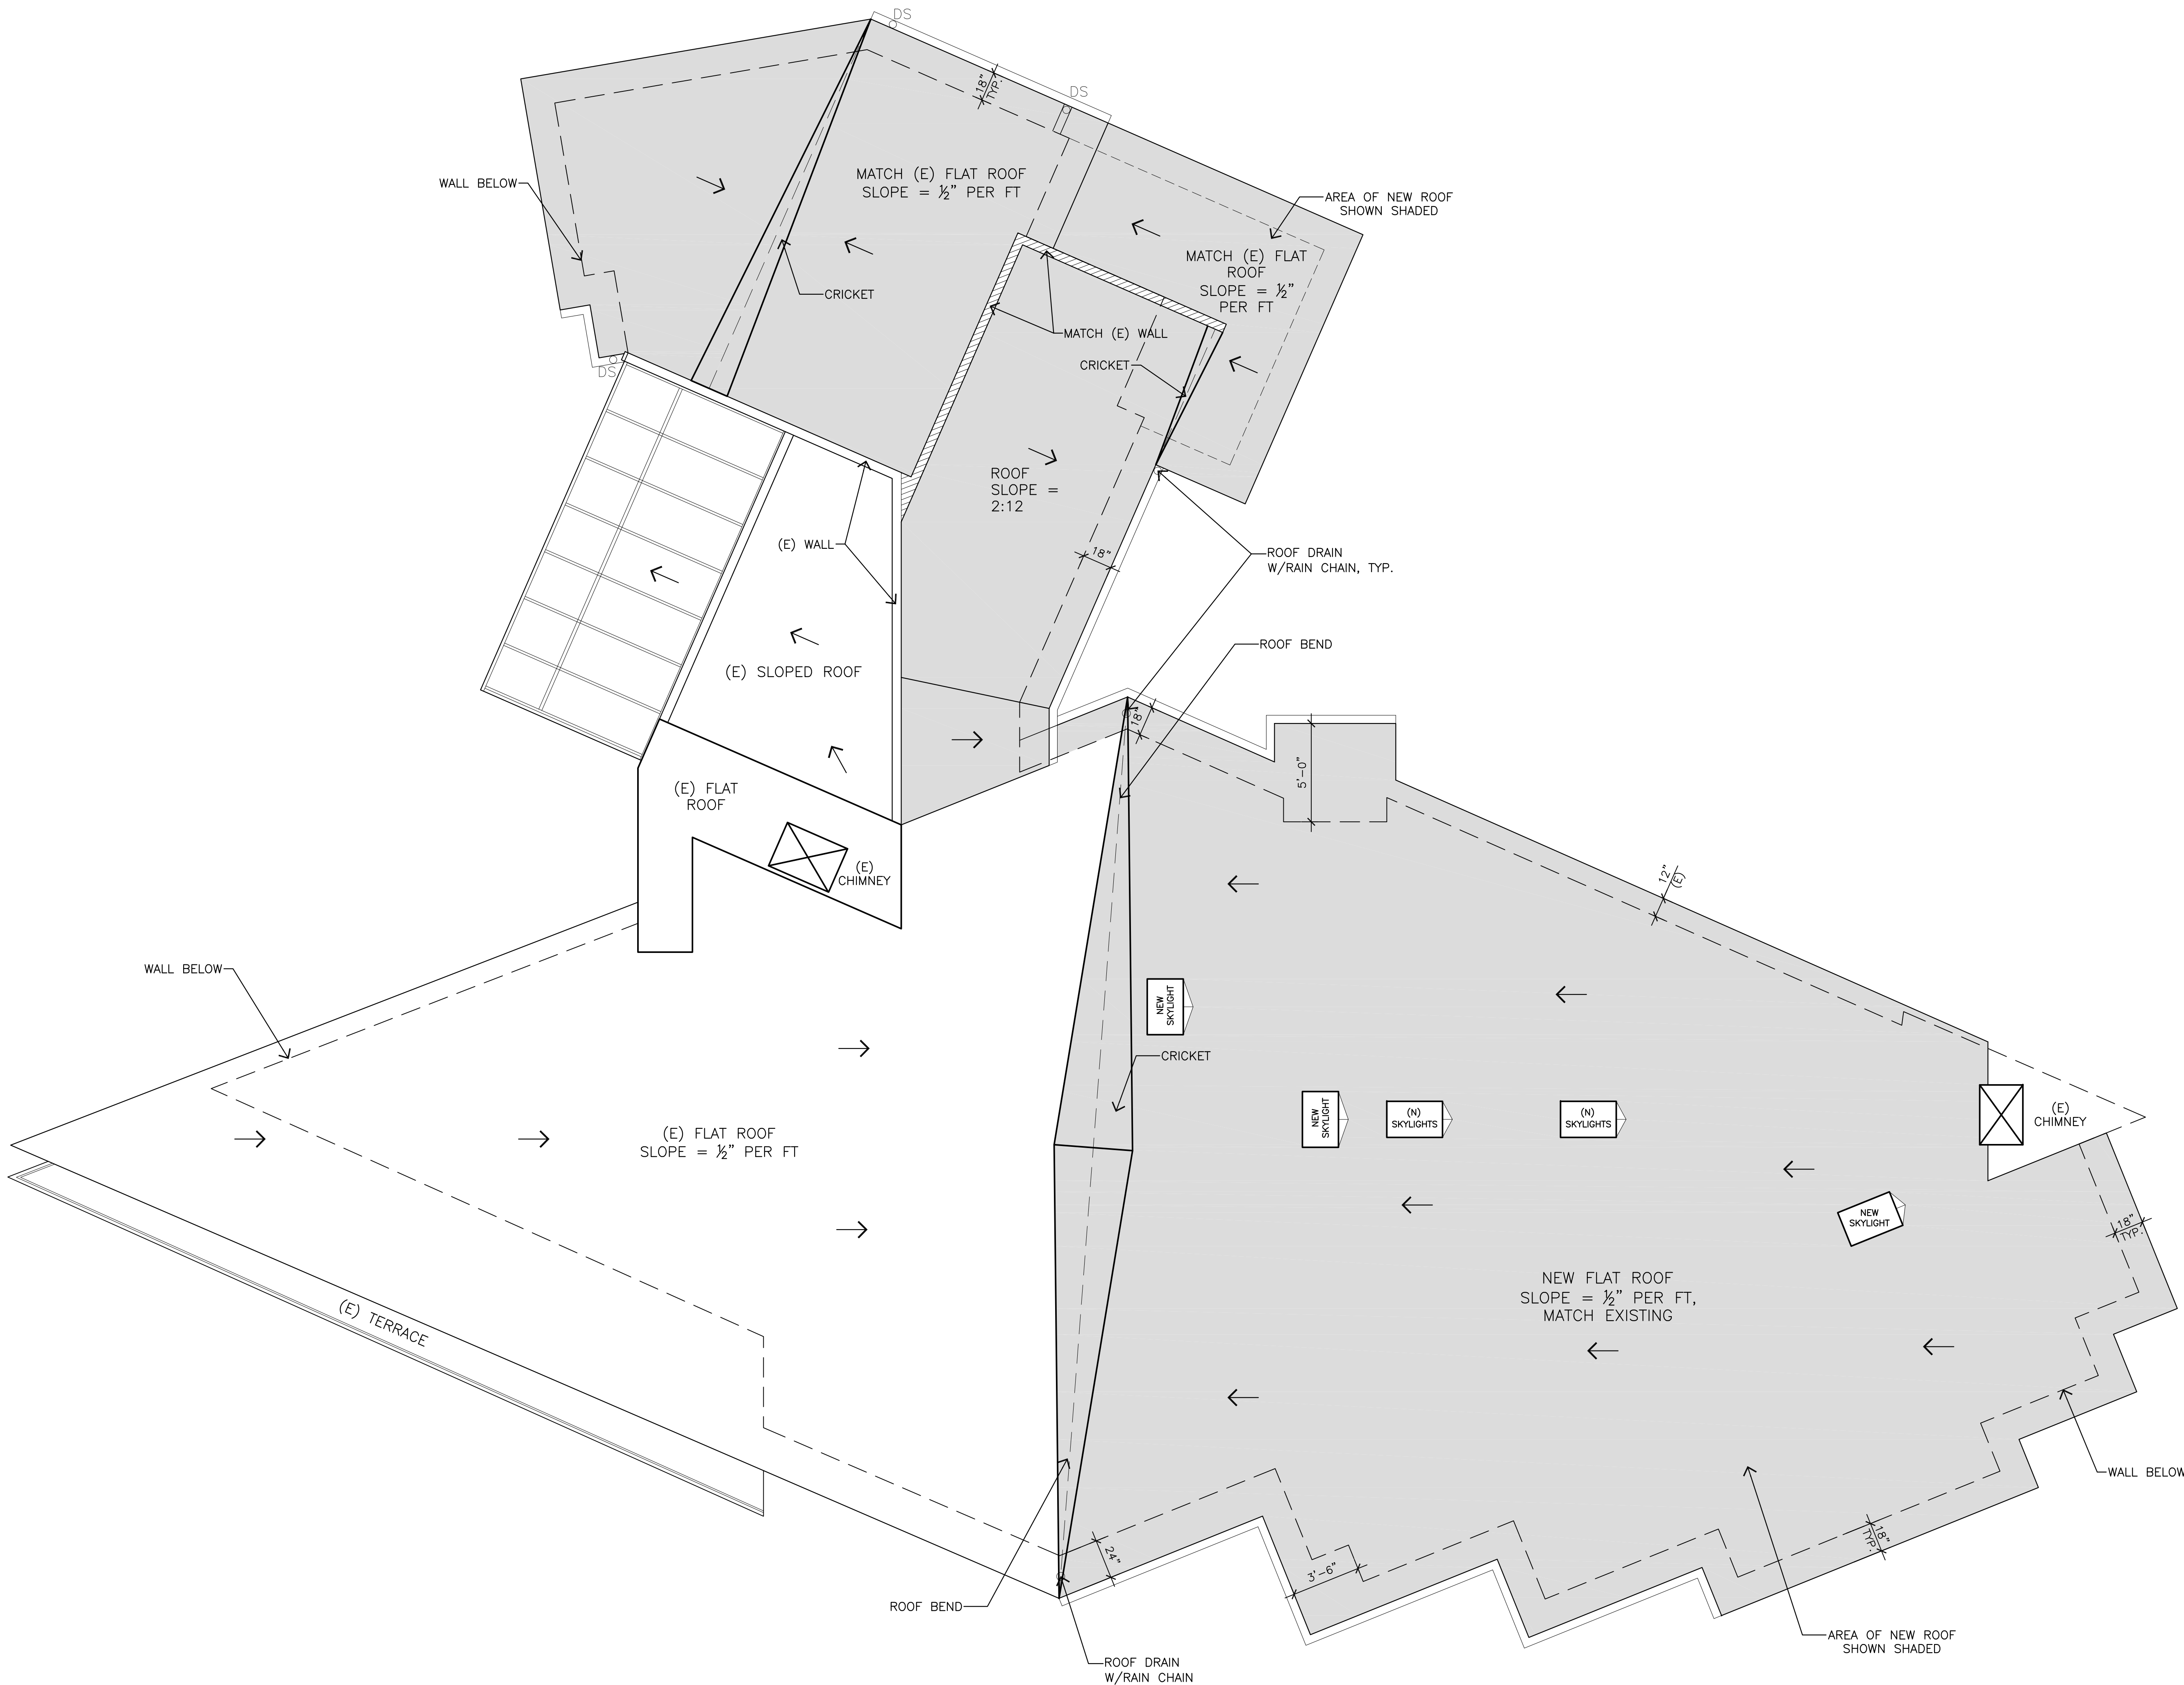 DS
DS
18"
TYP.
MATCH (E) FLAT ROOF
SLOPE = ½" PER FT
WALL BELOW
AREA OF NEW ROOF
SHOWN SHADED
MATCH (E) FLAT
ROOF
SLOPE = ½"
PER FT
CRICKET
MATCH (E) WALL
CRICKET
DS
ROOF
SLOPE =
2:12
(E) WALL
18"
ROOF DRAIN
W/RAIN CHAIN, TYP.
ROOF BEND
(E) SLOPED ROOF
18"
5'-0"
(E) FLAT
ROOF
(E)
CHIMNEY
12"
(E)
WALL BELOW
NEW
SKYLIGHT
CRICKET
NEW
SKYLIGHT
(N)
SKYLIGHTS
(N)
SKYLIGHTS
(E)
CHIMNEY
(E) FLAT ROOF
SLOPE = ½" PER FT
NEW
SKYLIGHT
18"
TYP.
NEW FLAT ROOF
SLOPE = ½" PER FT,
MATCH EXISTING
(E) TERRACE
WALL BELOW
24"
3'-6"
18"
TYP.
ROOF BEND
AREA OF NEW ROOF
SHOWN SHADED
ROOF DRAIN
W/RAIN CHAIN